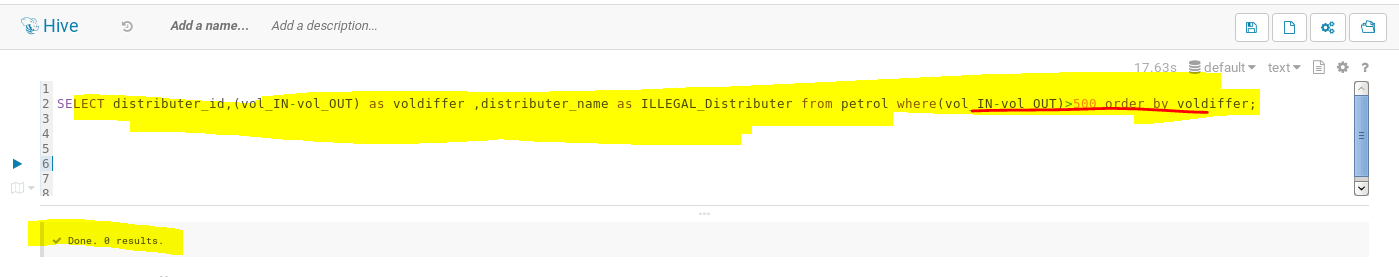 Hive Add a name... Add a description...
17.63s default text ?
1
2 SELECT distributer_id,(vol_IN-vol_OUT) as voldiffer ,distributer_name as ILLEGAL_Distributer from petrol where(vol_IN-vol_OUT)>500 order by voldiffer;
3
4
5
6
7
8
Done. 0 results.